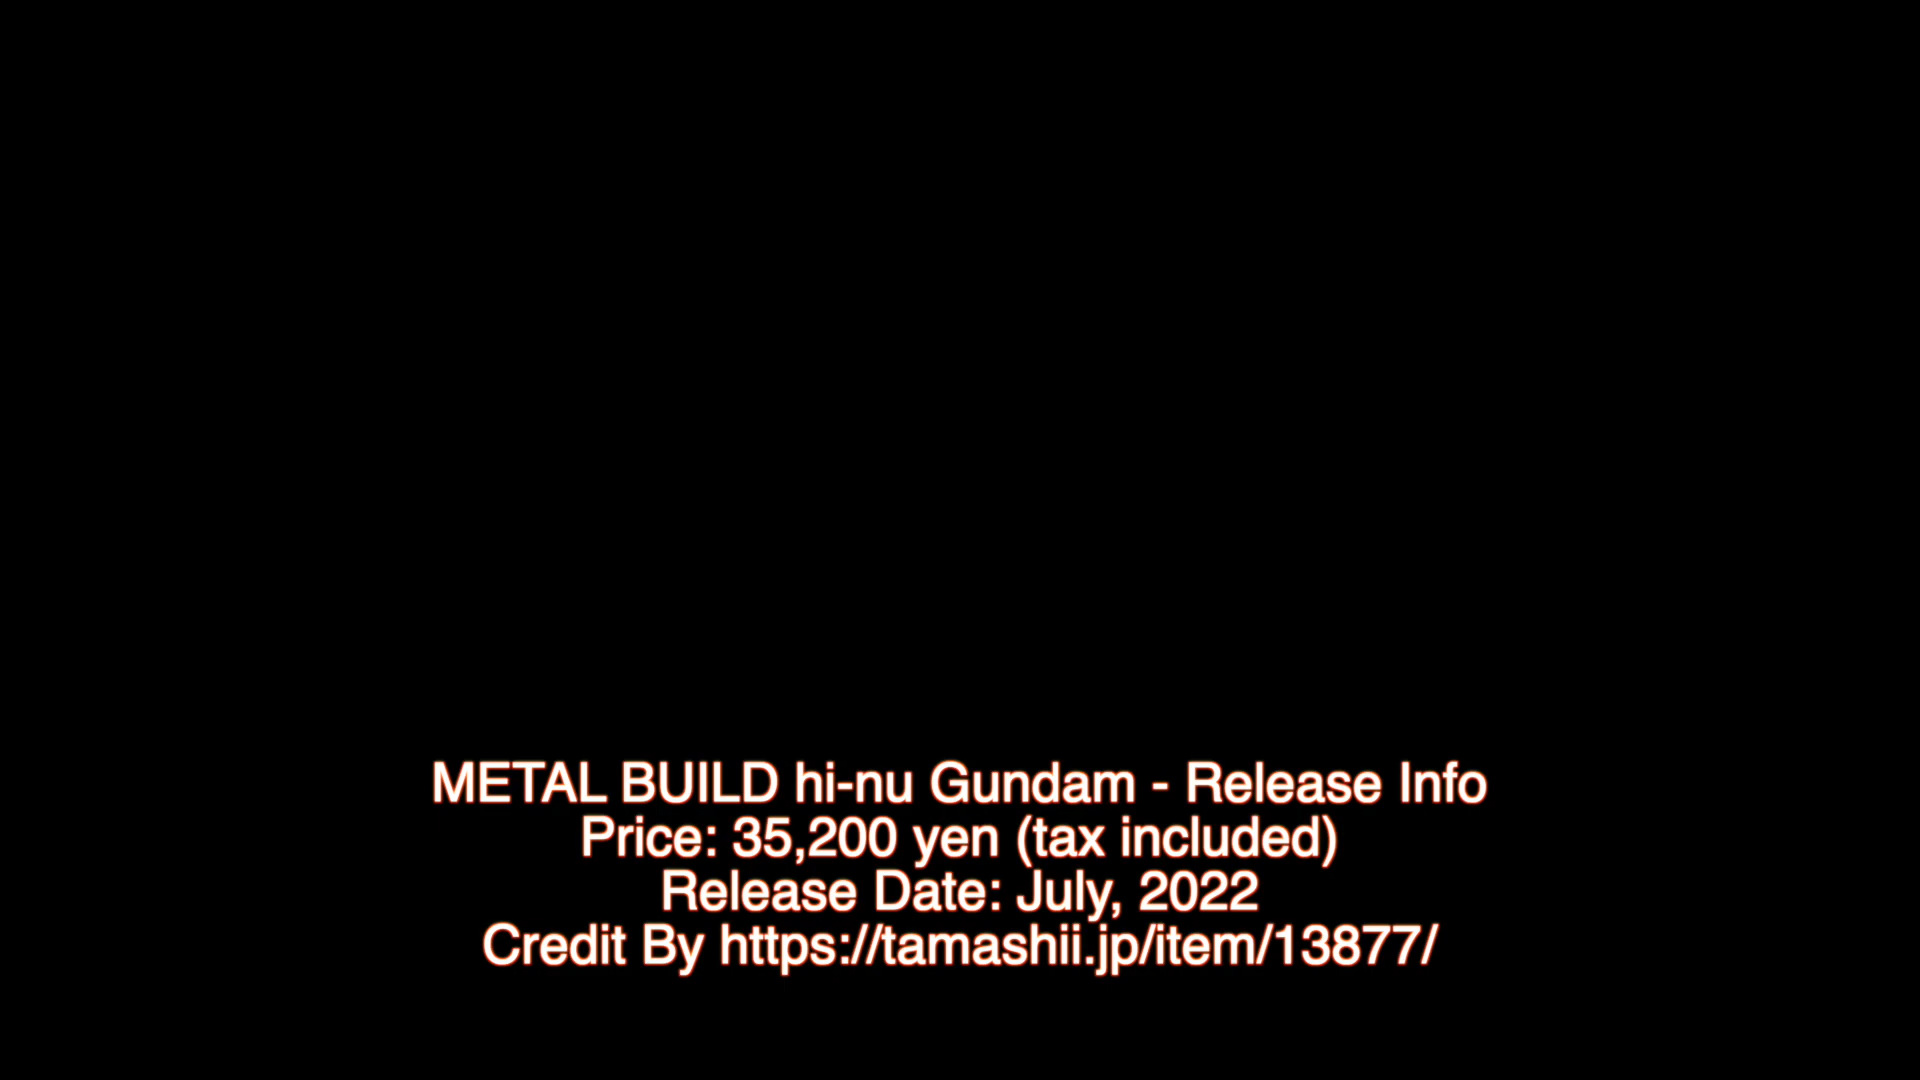 METAL BUILD hi-nu Gundam - Release Info
Price: 35,200 yen (tax included)
Release Date: July, 2022
Credit By https://tamashii.jp/item/13877/